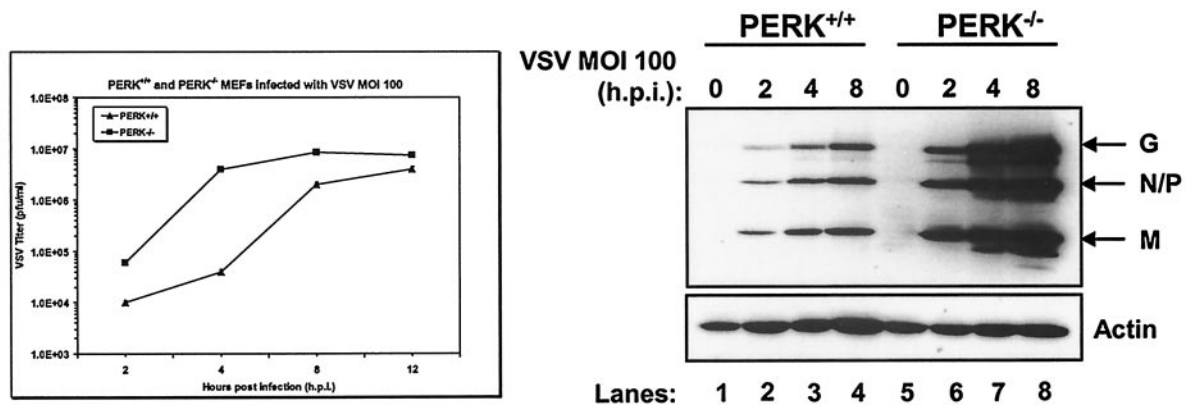 PERK+/+ and PERK-/- MEFs infected with VSV MOI 100
1.0E+08
1.0E+07
1.0E+06
1.0E+05
1.0E+04
1.0E+03
VSV Titer (pfu/ml)
PERK+/+
PERK-/-
2 4 8 12
Hours post infection (h.p.i.)
PERK+/+ PERK-/-
VSV MOI 100
(h.p.i.): 0 2 4 8 0 2 4 8
G
N/P
M
Actin
Lanes: 1 2 3 4 5 6 7 8